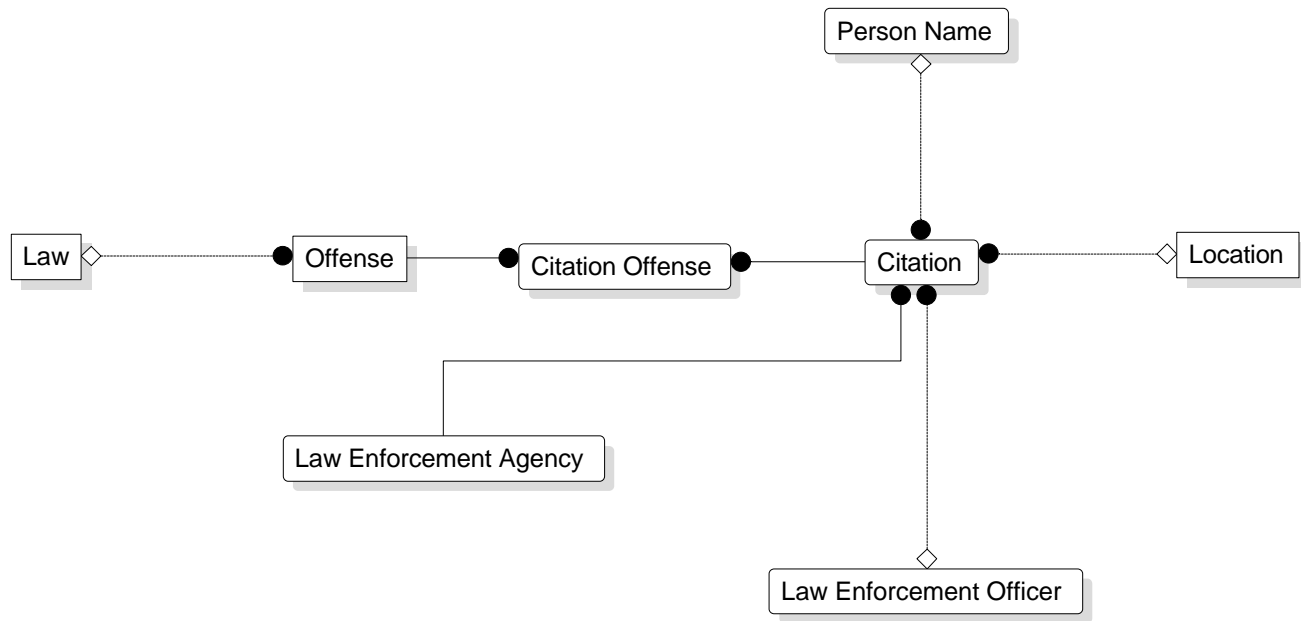 Person Name
Law
Offense
Citation Offense
Citation
Location
Law Enforcement Agency
Law Enforcement Officer